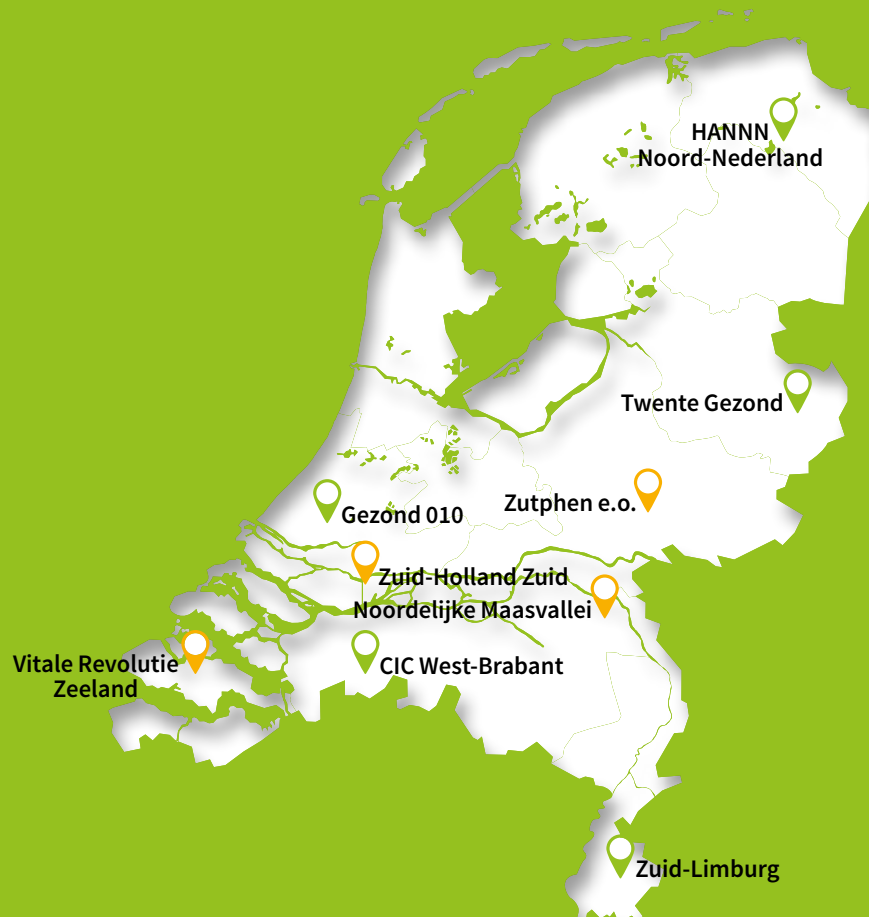 HANNN
Noord-Nederland
Twente Gezond
Zutphen e.o.
Gezond 010
Zuid-Holland Zuid
Noordelijke Maasvallei
Vitale Revolutie
Zeeland
CIC West-Brabant
Zuid-Limburg